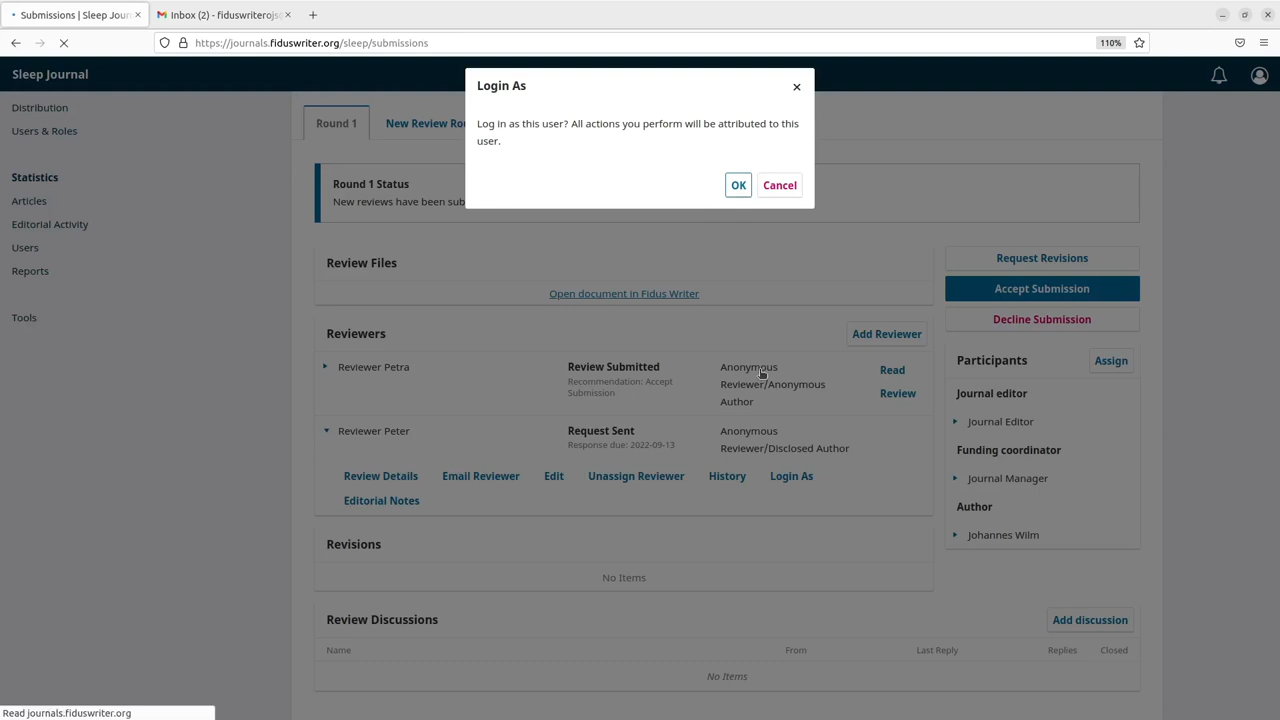 Submissions | Sleep Jour
Inbox (2) - fiduswriterojs
https://journals.fiduswriter.org/sleep/submissions
110%
Sleep Journal
Distribution
Users & Roles
Statistics
Articles
Editorial Activity
Users
Reports
Tools
Login As
Log in as this user? All actions you perform will be attributed to this
user.
OK
Cancel
Round 1
New Review Rou
Round 1 Status
New reviews have been sub
Review Files
Open document in Fidus Writer
Request Revisions
Accept Submission
Decline Submission
Reviewers
Add Reviewer
Reviewer Petra
Review Submitted
Recommendation: Accept
Submission
Anonymous
Reviewer/Anonymous
Author
Read
Review
Reviewer Peter
Request Sent
Response due: 2022-09-13
Anonymous
Reviewer/Disclosed Author
Review Details
Email Reviewer
Edit
Unassign Reviewer
History
Login As
Editorial Notes
Participants
Assign
Journal editor
Journal Editor
Funding coordinator
Journal Manager
Author
Johannes Wilm
Revisions
No Items
Review Discussions
Add discussion
Name
From
Last Reply
Replies
Closed
No Items
Read journals.fiduswriter.org